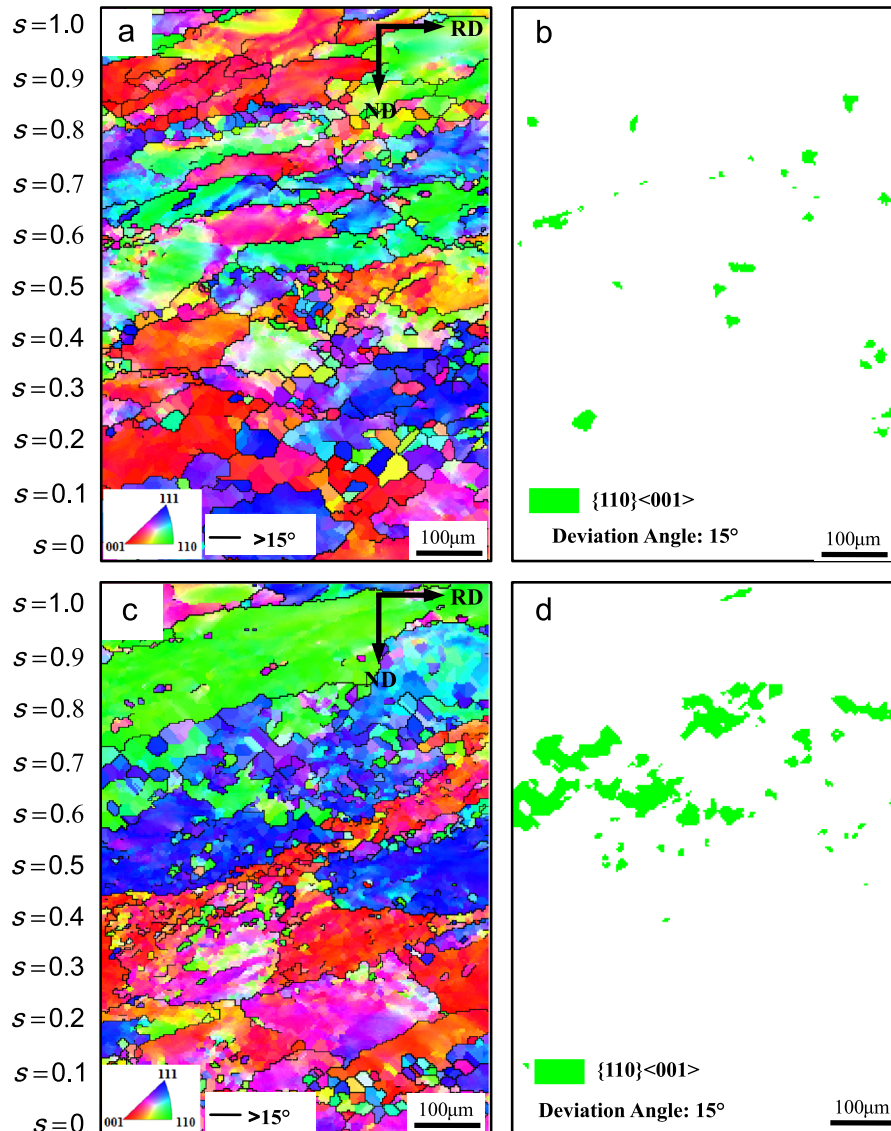 s=1.0
s=0.9
s=0.8
s=0.7
s=0.6
s=0.5
s=0.4
s=0.3
s=0.2
s=0.1
s=0
a
RD
ND
111
001
110
>15°
100μm
b
{110}<001>
Deviation Angle: 15°
100μm
s=1.0
s=0.9
s=0.8
s=0.7
s=0.6
s=0.5
s=0.4
s=0.3
s=0.2
s=0.1
s=0
c
RD
ND
111
001
110
>15°
100μm
d
{110}<001>
Deviation Angle: 15°
100μm